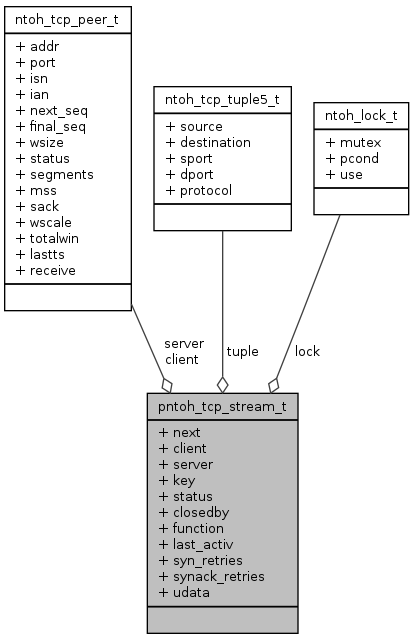 ntoh_tcp_peer_t
+ addr
+ port
+ isn
+ ian
+ next_seq
+ final_seq
+ wsize
+ status
+ segments
+ mss
+ sack
+ wscale
+ totalwin
+ lastts
+ receive
ntoh_tcp_tuple5_t
+ source
+ destination
+ sport
+ dport
+ protocol
ntoh_lock_t
+ mutex
+ pcond
+ use
server
client
tuple
lock
pntoh_tcp_stream_t
+ next
+ client
+ server
+ key
+ status
+ closedby
+ function
+ last_activ
+ syn_retries
+ synack_retries
+ udata